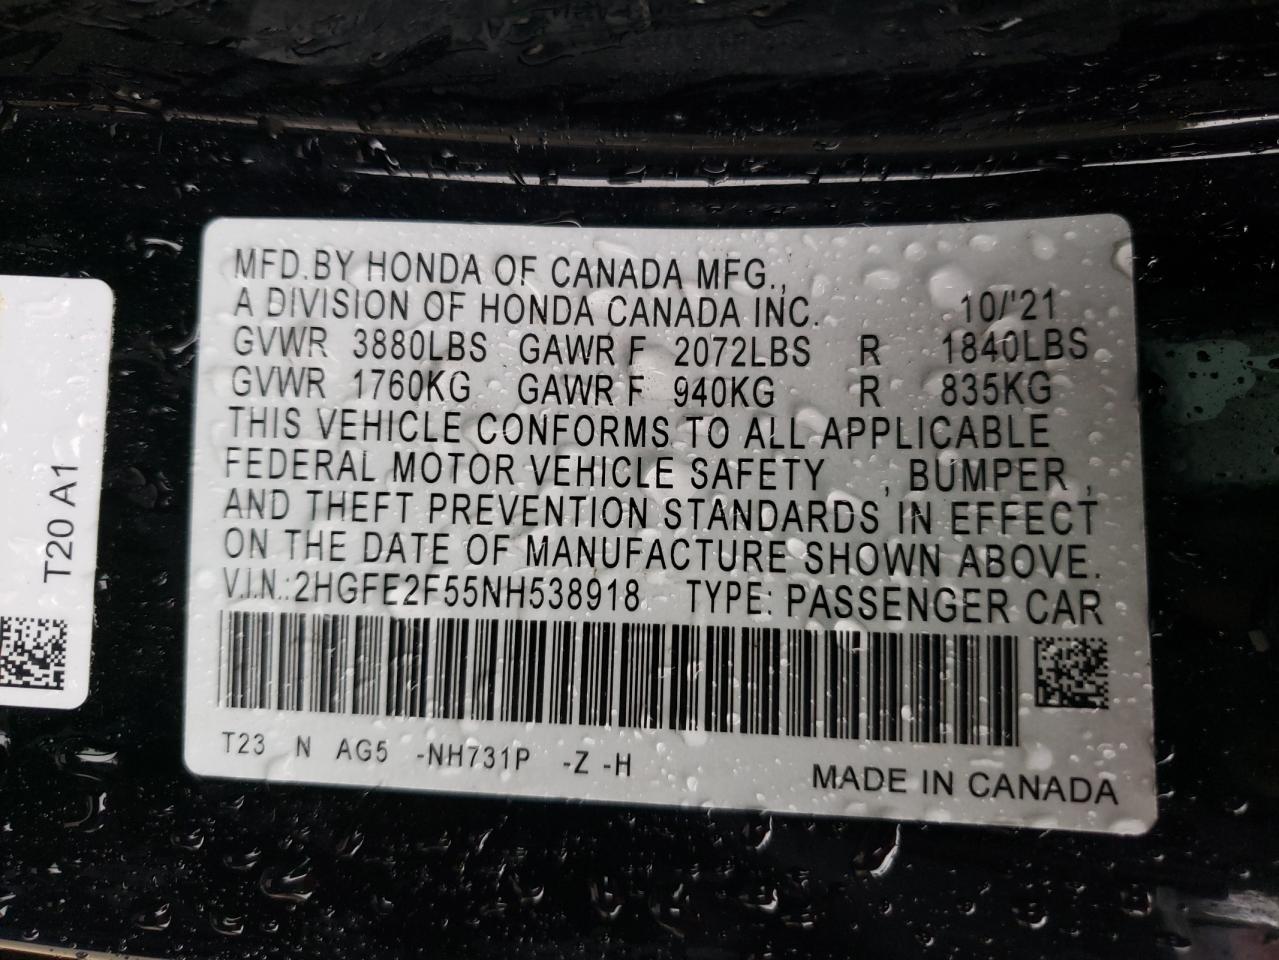 MFD.BY HONDA OF CANADA MFG.,
A DIVISION OF HONDA CANADA INC. 10/'21
GVWR 3880LBS GAWR F 2072LBS R 1840LBS
GVWR 1760KG GAWR F 940KG R 835KG
THIS VEHICLE CONFORMS TO ALL APPLICABLE
FEDERAL MOTOR VEHICLE SAFETY , BUMPER ,
AND THEFT PREVENTION STANDARDS IN EFFECT
ON THE DATE OF MANUFACTURE SHOWN ABOVE.
V.I.N.:2HGFE2F55NH538918 TYPE: PASSENGER CAR
T23 N AG5 -NH731P -Z -H
MADE IN CANADA
T20 A1